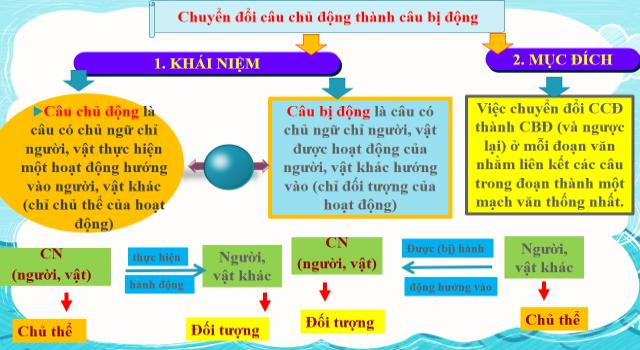 Chuyển đổi câu chủ động thành câu bị động
1. KHÁI NIỆM
2. MỤC ĐÍCH
Câu chủ động là
câu có chủ ngữ chỉ
người, vật thực hiện
một hoạt động hướng
vào người, vật khác
(chỉ chủ thể của hoạt
động)
Câu bị động là câu có
chủ ngữ chỉ người, vật
được hoạt động của
người, vật khác hướng
vào (chỉ đối tượng của
hoạt động)
Việc chuyển đổi CCĐ
thành CBĐ (và ngược
lại) ở mỗi đoạn văn
nhằm liên kết các câu
trong đoạn thành một
mạch văn thống nhất.
CN
(người, vật)
thực hiện
hành động
Người,
vật khác
CN
(người, vật)
Được (bị) hành
động hướng vào
Người,
vật khác
Chủ thể
Đối tượng
Đối tượng
Chủ thể